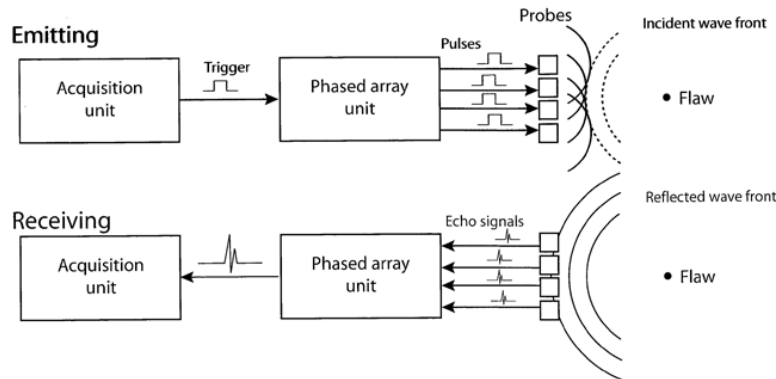 Emitting
Acquisition
unit
Trigger
Phased array
unit
Pulses
Probes
Incident wave front
Flaw
Receiving
Acquisition
unit
Phased array
unit
Echo signals
Reflected wave front
Flaw